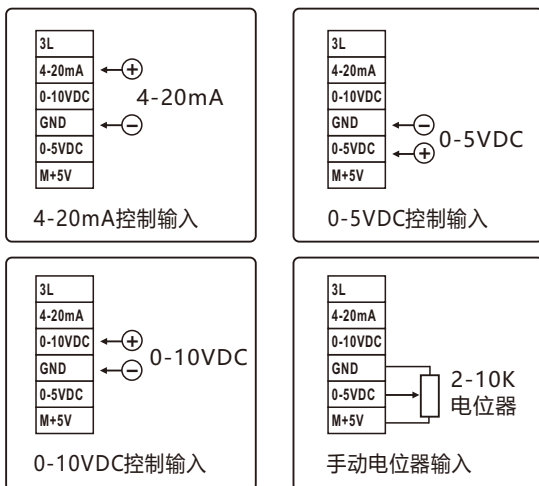 3L
4-20mA
0-10VDC
GND
0-5VDC
M+5V
+
4-20mA
−
4-20mA控制输入
3L
4-20mA
0-10VDC
GND
0-5VDC
M+5V
−
0-5VDC
+
0-5VDC控制输入
3L
4-20mA
0-10VDC
GND
0-5VDC
M+5V
+
0-10VDC
−
0-10VDC控制输入
3L
4-20mA
0-10VDC
GND
0-5VDC
M+5V
2-10K
电位器
手动电位器输入